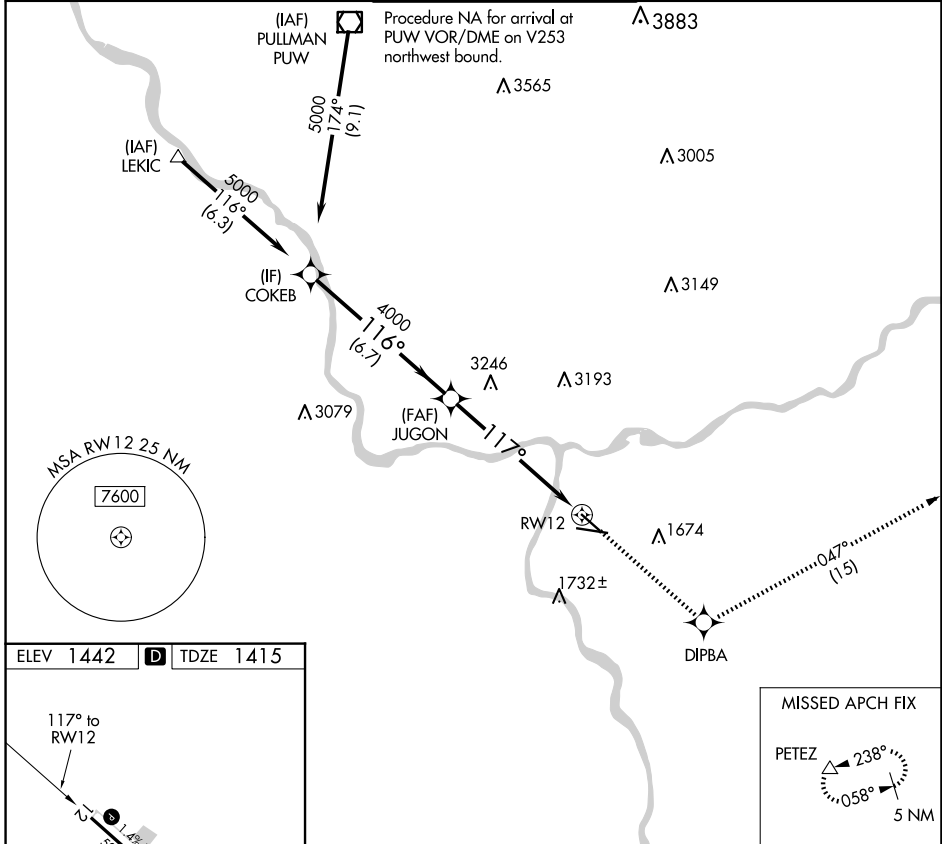 (IAF)
PULLMAN
PUW
Procedure NA for arrival at
PUW VOR/DME on V253
northwest bound.
3883
3565
5000
174°
(9.1)
(IAF)
LEKIC
3005
5000
116°
(6.3)
(IF)
COKEB
3149
4000
116°
(6.7)
3246
3193
3079
(FAF)
JUGON
117°
MSA RW12 25 NM
7600
RW12
1674
047°
(15)
1732±
DIPBA
ELEV 1442 D TDZE 1415
117° to
RW12
12
P
1.4%
MISSED APCH FIX
PETEZ
238°
058°
5 NM